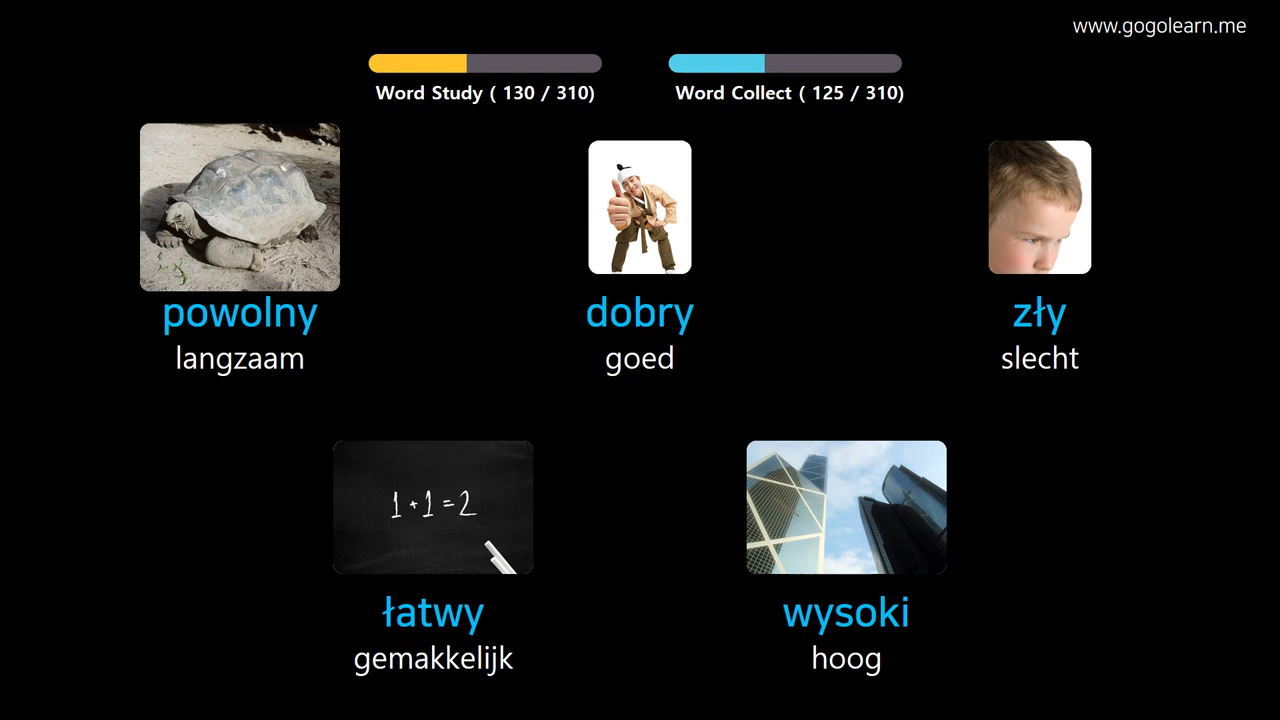 www.gogolearn.me
Word Study ( 130 / 310)
Word Collect ( 125 / 310)
powolny
langzaam
dobry
goed
zły
slecht
1+1=2
łatwy
gemakkelijk
wysoki
hoog